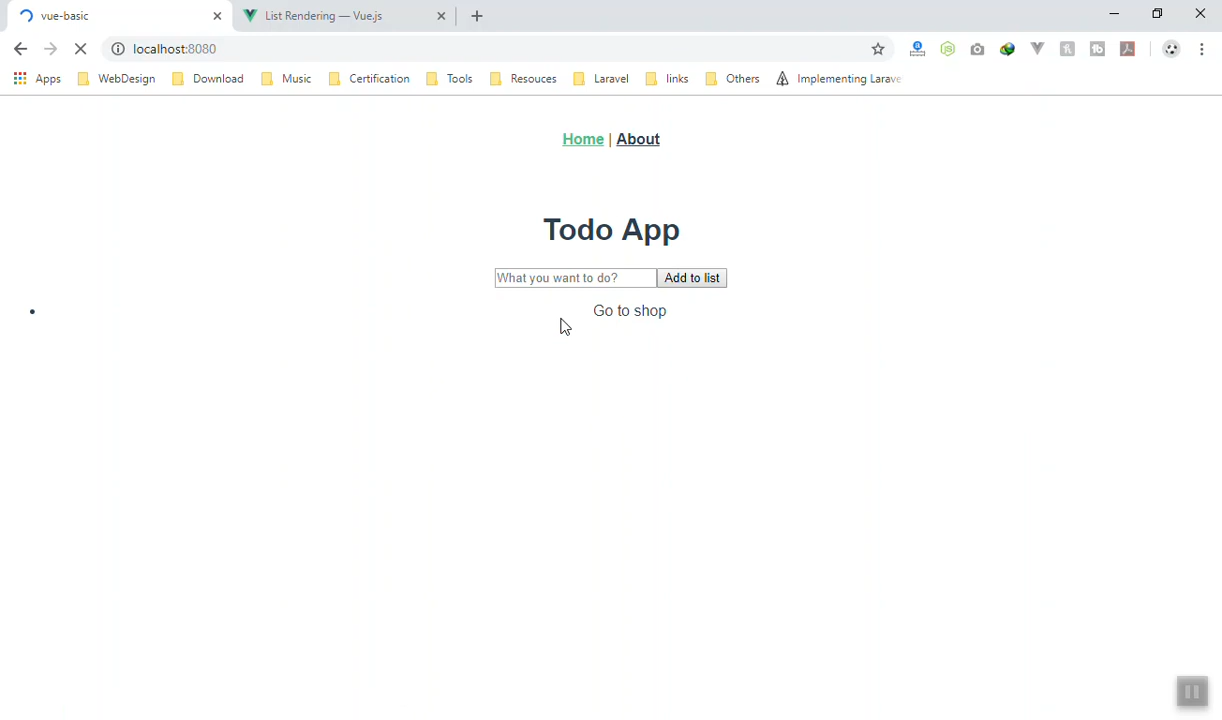 vue-basic
List Rendering — Vue.js
localhost:8080
Apps WebDesign Download Music Certification Tools Resouces Laravel links Others Implementing Larave
Home | About
Todo App
What you want to do? Add to list
• Go to shop